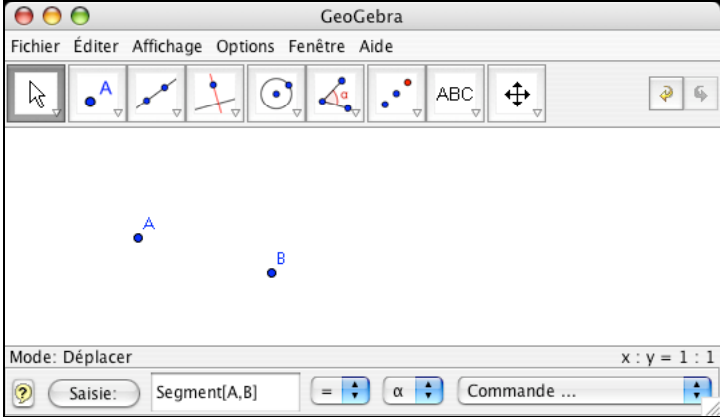 GeoGebra
Fichier Éditer Affichage Options Fenêtre Aide
A α ABC
A
B
Mode: Déplacer x : y = 1 : 1
? Saisie: Segment[A,B] = α Commande ...